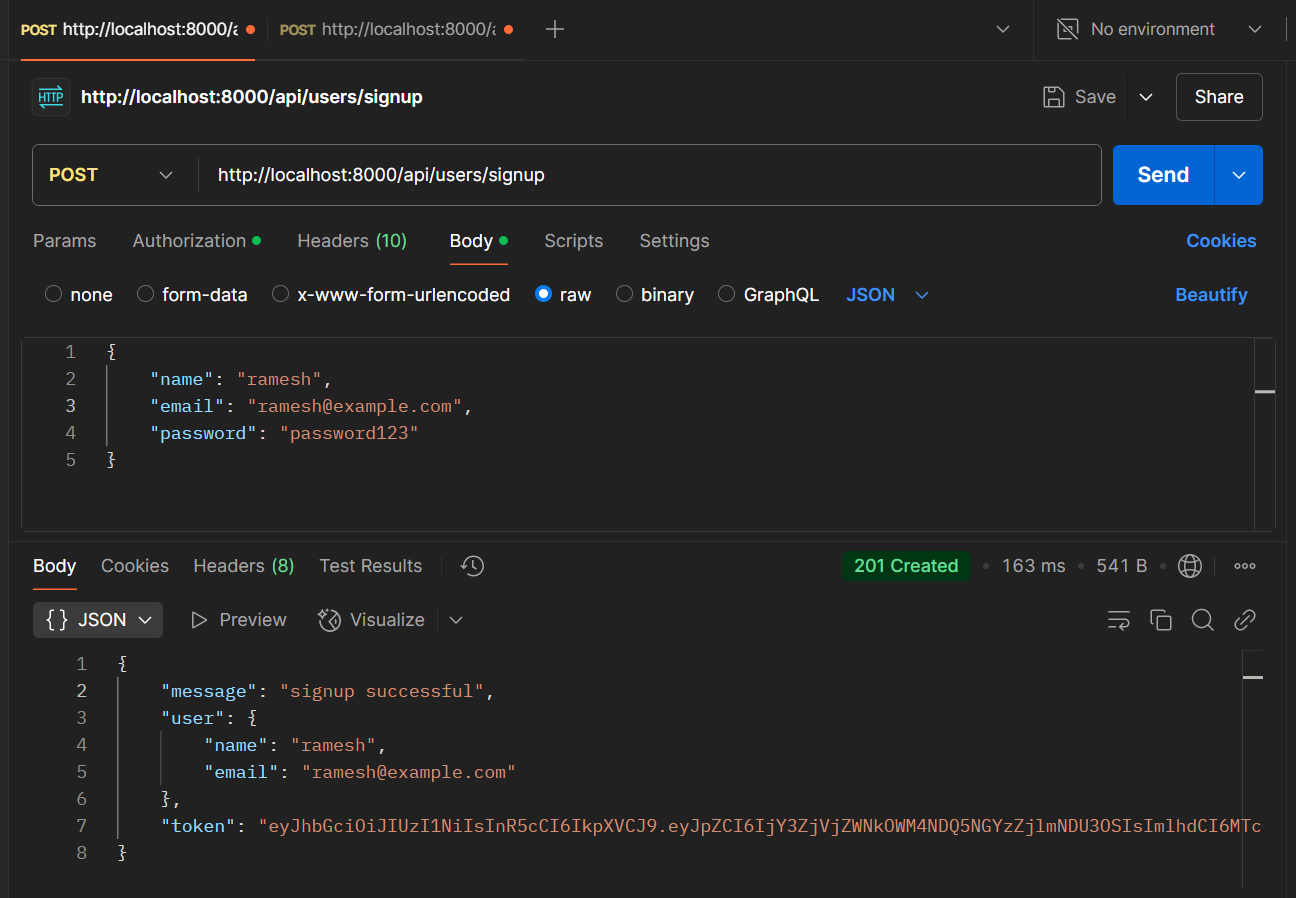 POST http://localhost:8000/a POST http://localhost:8000/a No environment
HTTP http://localhost:8000/api/users/signup Save Share
POST http://localhost:8000/api/users/signup Send
Params Authorization Headers (10) Body Scripts Settings Cookies
none form-data x-www-form-urlencoded raw binary GraphQL JSON Beautify
1 {
2 "name": "ramesh",
3 "email": "ramesh@example.com",
4 "password": "password123"
5 }
Body Cookies Headers (8) Test Results 201 Created 163 ms 541 B
{} JSON Preview Visualize
1 {
2 "message": "signup successful",
3 "user": {
4 "name": "ramesh",
5 "email": "ramesh@example.com"
6 },
7 "token": "eyJhbGciOiJIUzI1NiIsInR5cCI6IkpXVCJ9.eyJpZCI6IjY3ZjVjZWNkOWM4NDQ5NGYzZjlmNDU3OSIsImlhdCI6MTc
8 }